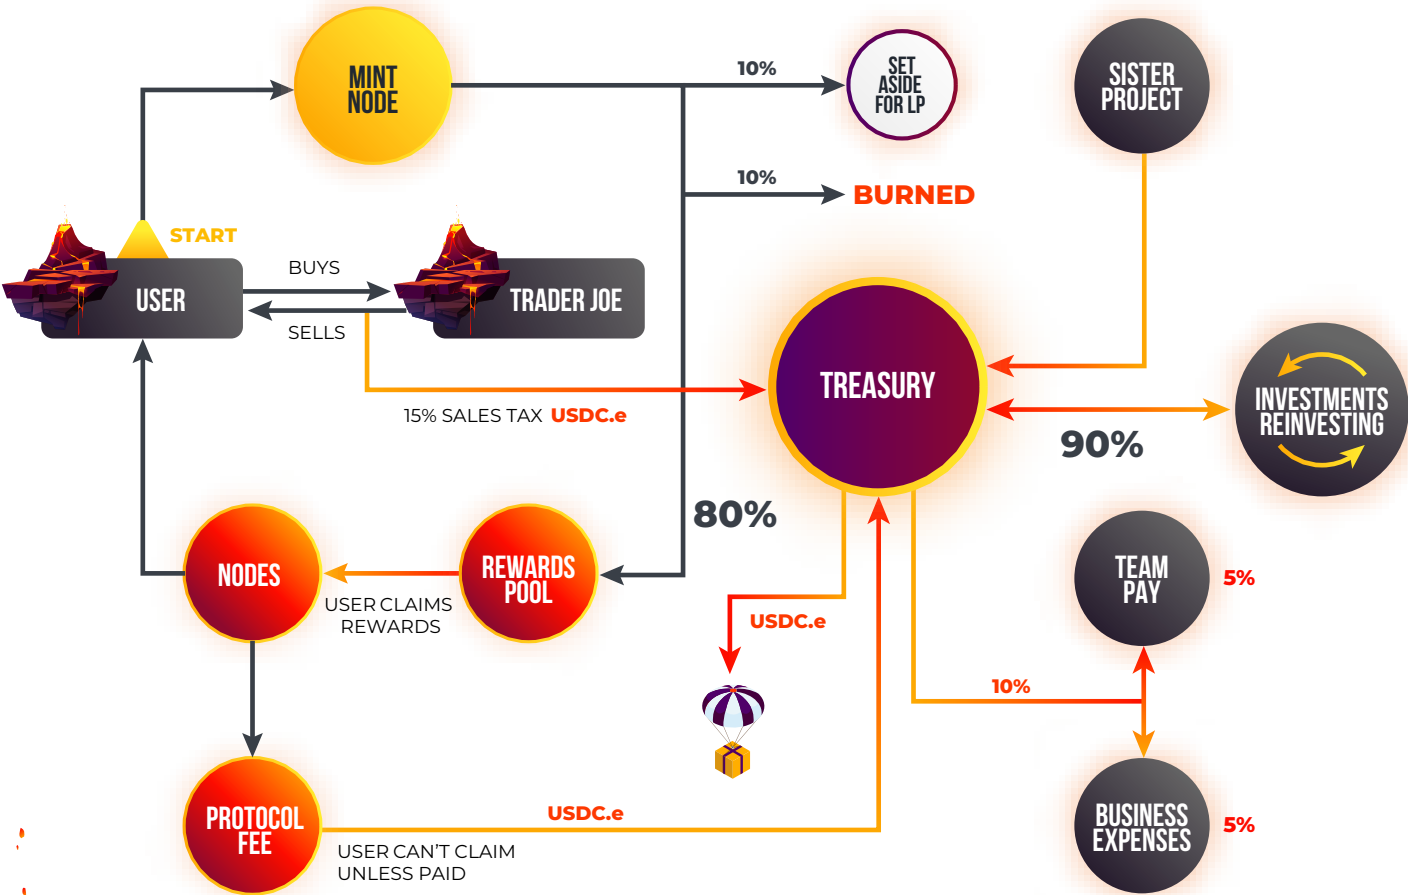 MINT
NODE
10%
SET
ASIDE
FOR LP
SISTER
PROJECT
10%
BURNED
START
USER
BUYS
SELLS
TRADER JOE
15% SALES TAX USDC.e
TREASURY
90%
INVESTMENTS
REINVESTING
80%
NODES
USER CLAIMS
REWARDS
REWARDS
POOL
USDC.e
TEAM
PAY
5%
10%
PROTOCOL
FEE
USDC.e
USER CAN'T CLAIM
UNLESS PAID
BUSINESS
EXPENSES
5%